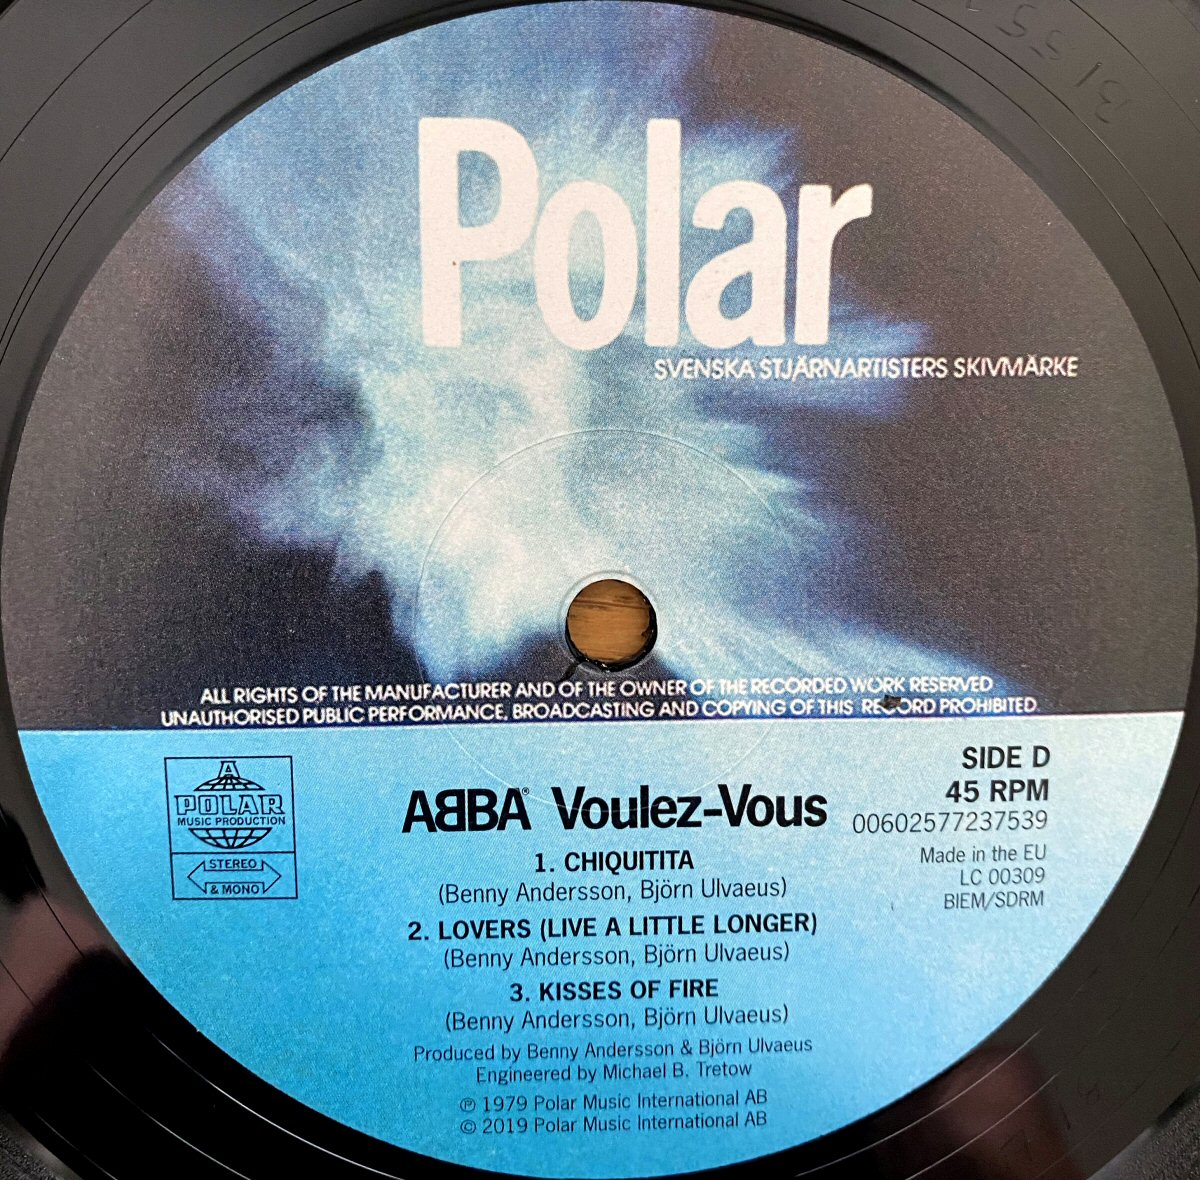 Polar
SVENSKA STJÄRNARTISTERS SKIVMÄRKE
ALL RIGHTS OF THE MANUFACTURER AND OF THE OWNER OF THE RECORDED WORK RESERVED
UNAUTHORISED PUBLIC PERFORMANCE, BROADCASTING AND COPYING OF THIS RECORD PROHIBITED.
A
POLAR
MUSIC PRODUCTION
STEREO
& MONO
SIDE D
45 RPM
00602577237539
Made in the EU
LC 00309
BIEM/SDRM
ABBA® Voulez-Vous
1. CHIQUITITA
(Benny Andersson, Björn Ulvaeus)
2. LOVERS (LIVE A LITTLE LONGER)
(Benny Andersson, Björn Ulvaeus)
3. KISSES OF FIRE
(Benny Andersson, Björn Ulvaeus)
Produced by Benny Andersson & Björn Ulvaeus
Engineered by Michael B. Tretow
℗ 1979 Polar Music International AB
© 2019 Polar Music International AB